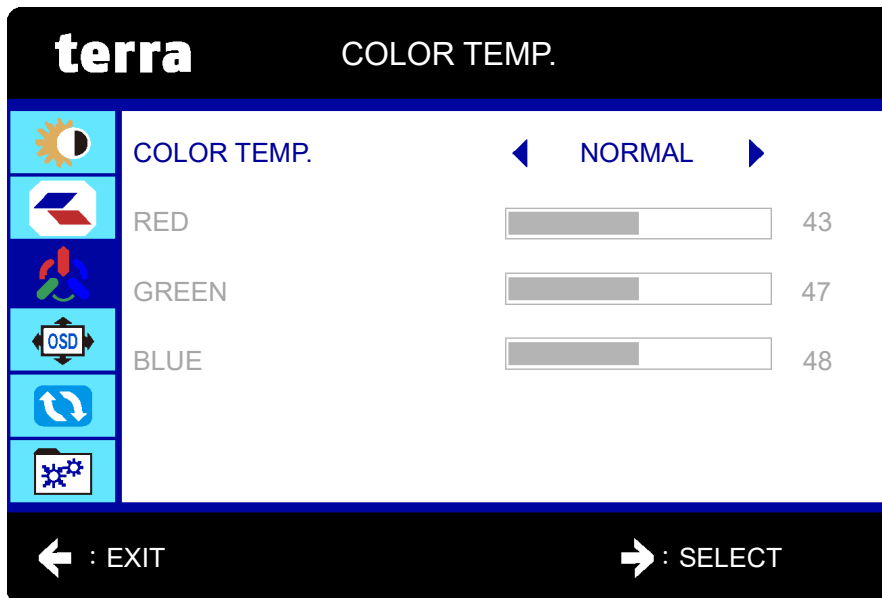 terra COLOR TEMP.
COLOR TEMP. NORMAL
RED 43
GREEN 47
OSD
BLUE 48
: EXIT : SELECT